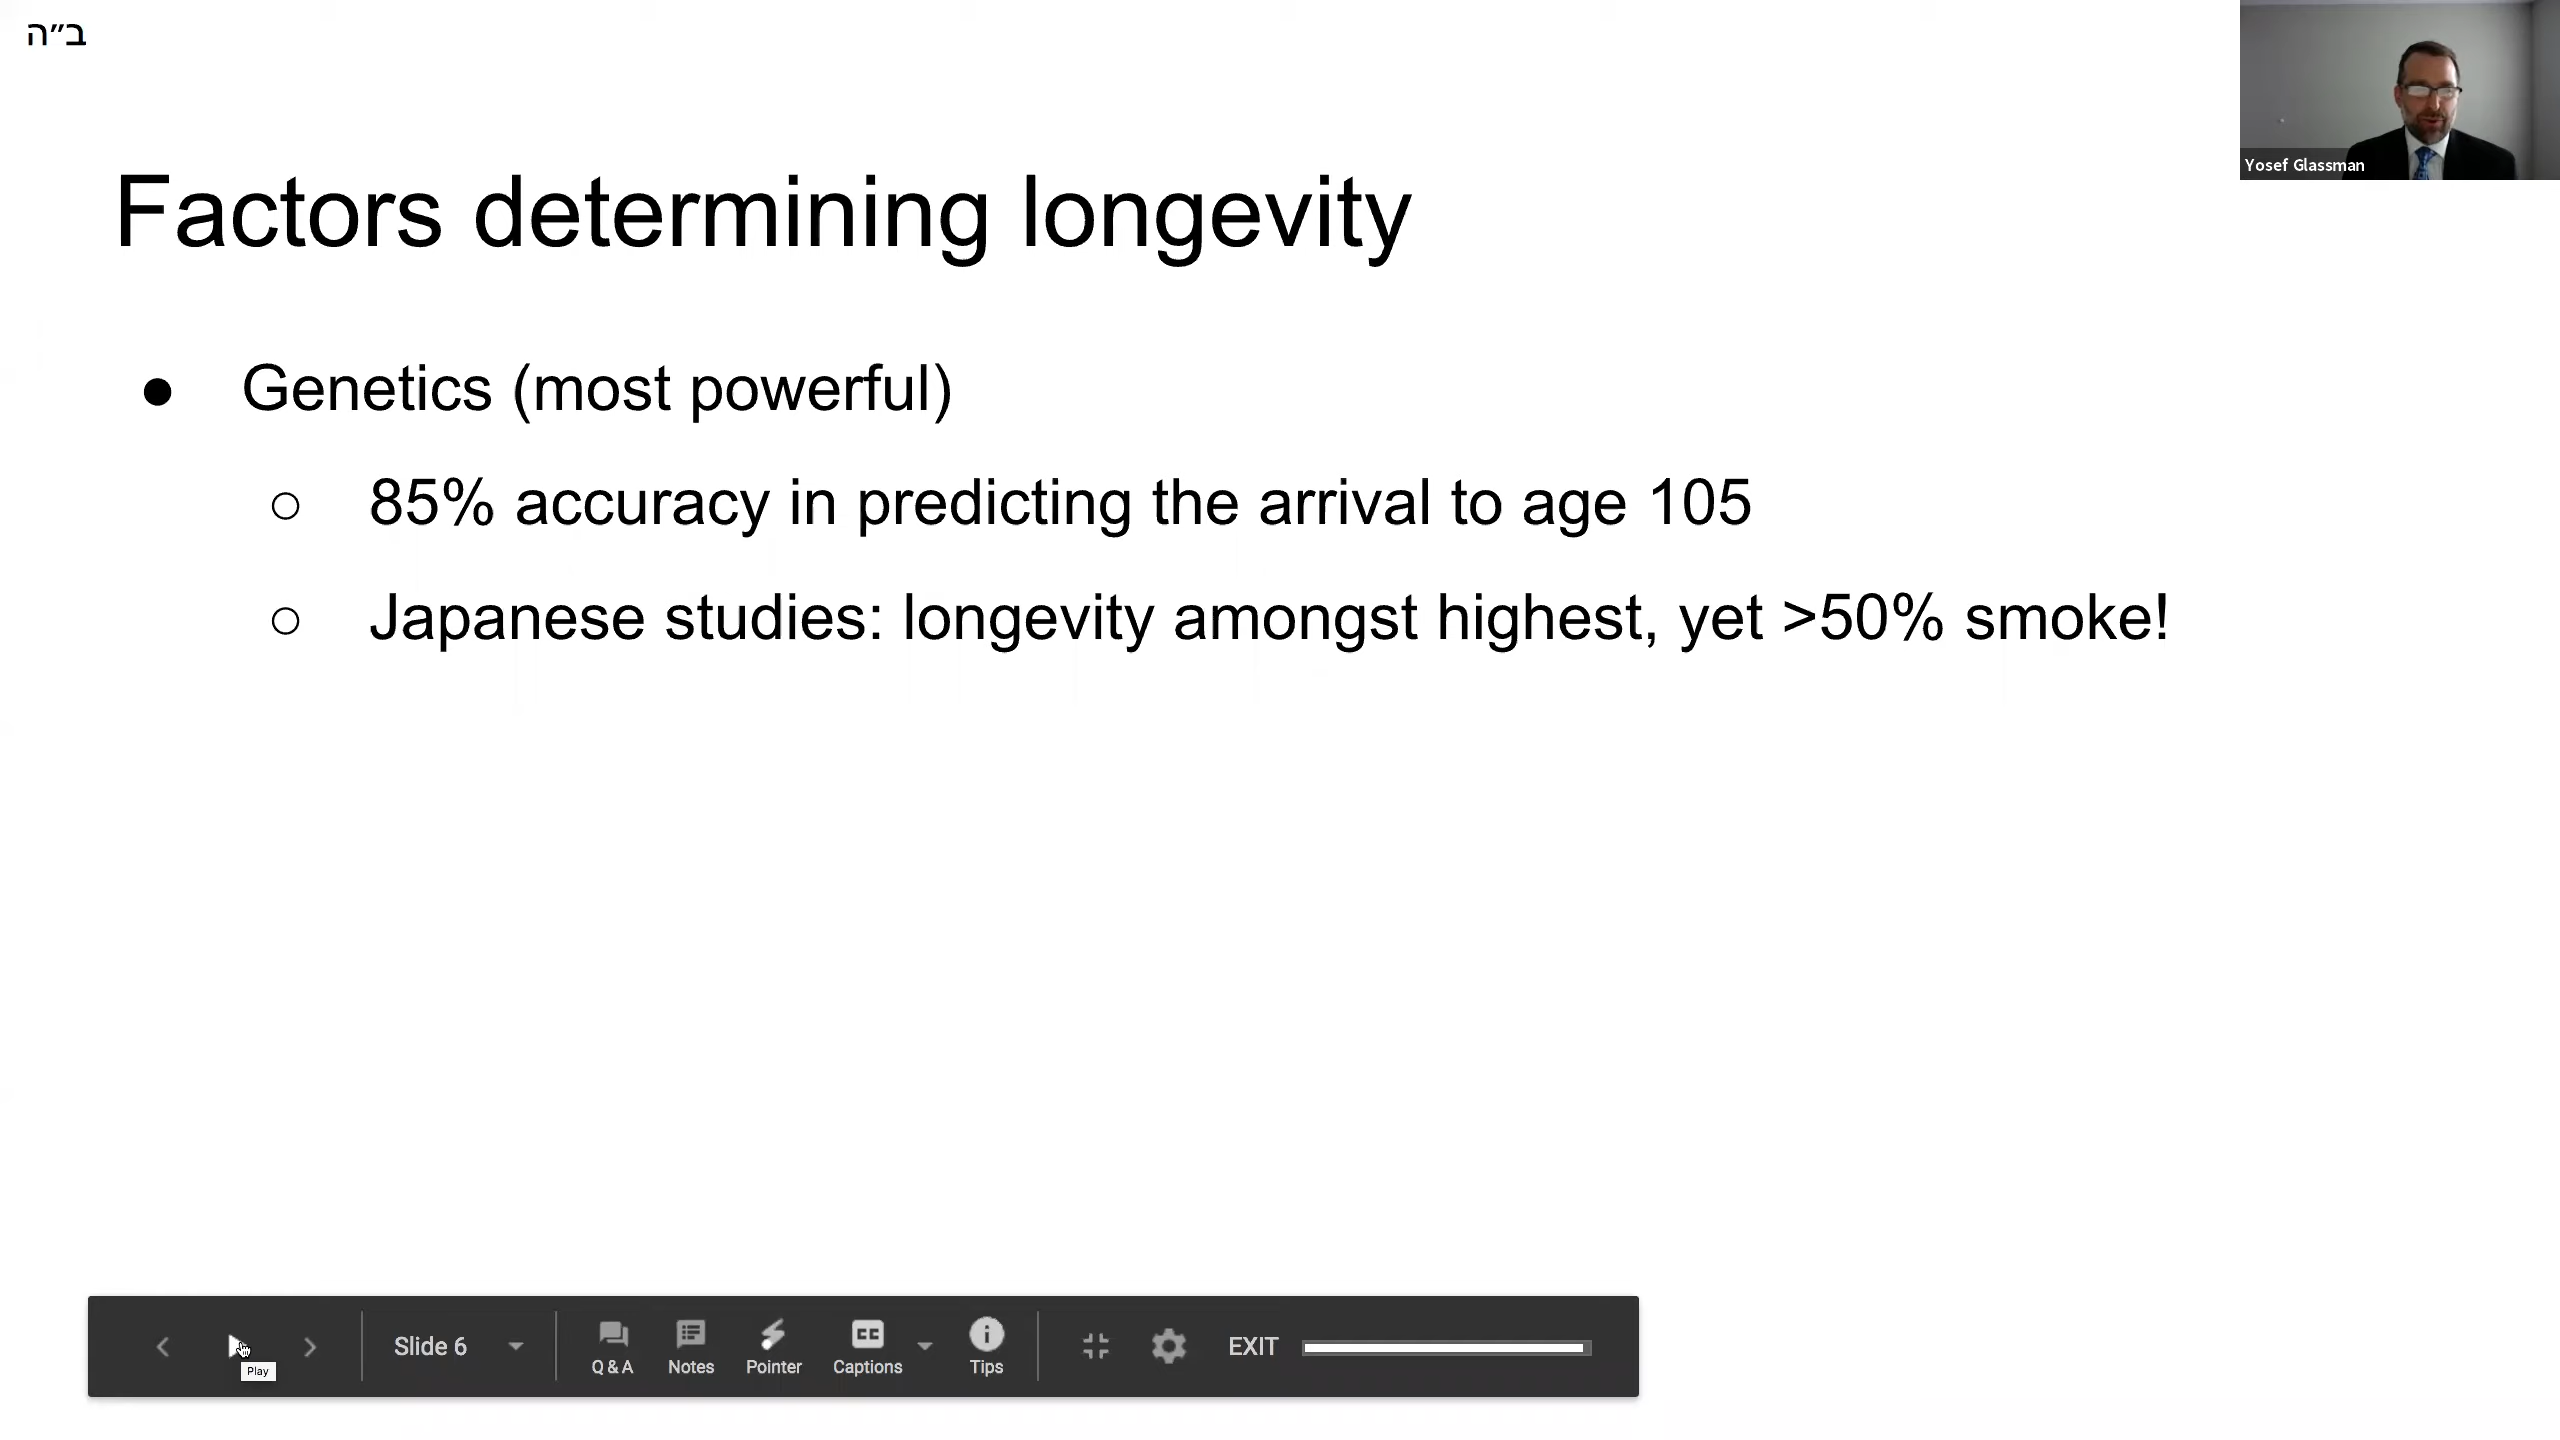 ב״ה
Yosef Glassman
Factors determining longevity
● Genetics (most powerful)
○ 85% accuracy in predicting the arrival to age 105
○ Japanese studies: longevity amongst highest, yet >50% smoke!
Slide 6
Q & A
Notes
Pointer
CC
Captions
Tips
EXIT
Play